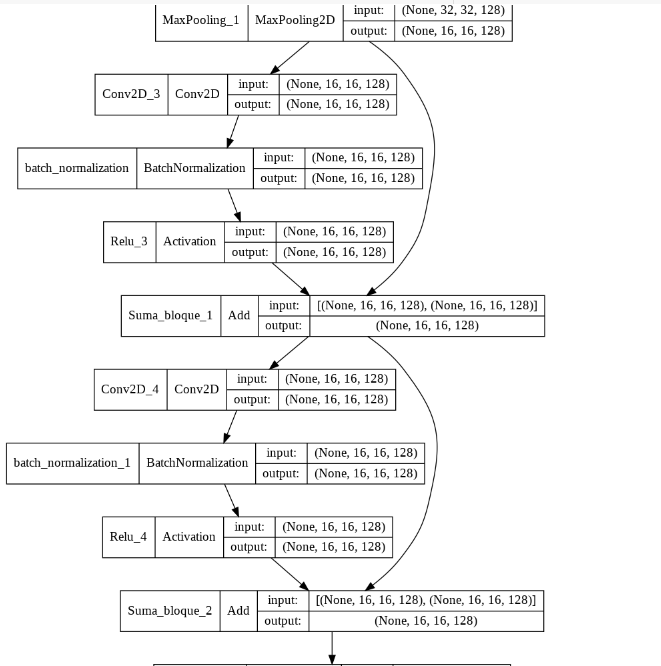 MaxPooling_1 MaxPooling2D input: (None, 32, 32, 128)
output: (None, 16, 16, 128)
Conv2D_3 Conv2D input: (None, 16, 16, 128)
output: (None, 16, 16, 128)
batch_normalization BatchNormalization input: (None, 16, 16, 128)
output: (None, 16, 16, 128)
Relu_3 Activation input: (None, 16, 16, 128)
output: (None, 16, 16, 128)
Suma_bloque_1 Add input: [(None, 16, 16, 128), (None, 16, 16, 128)]
output: (None, 16, 16, 128)
Conv2D_4 Conv2D input: (None, 16, 16, 128)
output: (None, 16, 16, 128)
batch_normalization_1 BatchNormalization input: (None, 16, 16, 128)
output: (None, 16, 16, 128)
Relu_4 Activation input: (None, 16, 16, 128)
output: (None, 16, 16, 128)
Suma_bloque_2 Add input: [(None, 16, 16, 128), (None, 16, 16, 128)]
output: (None, 16, 16, 128)